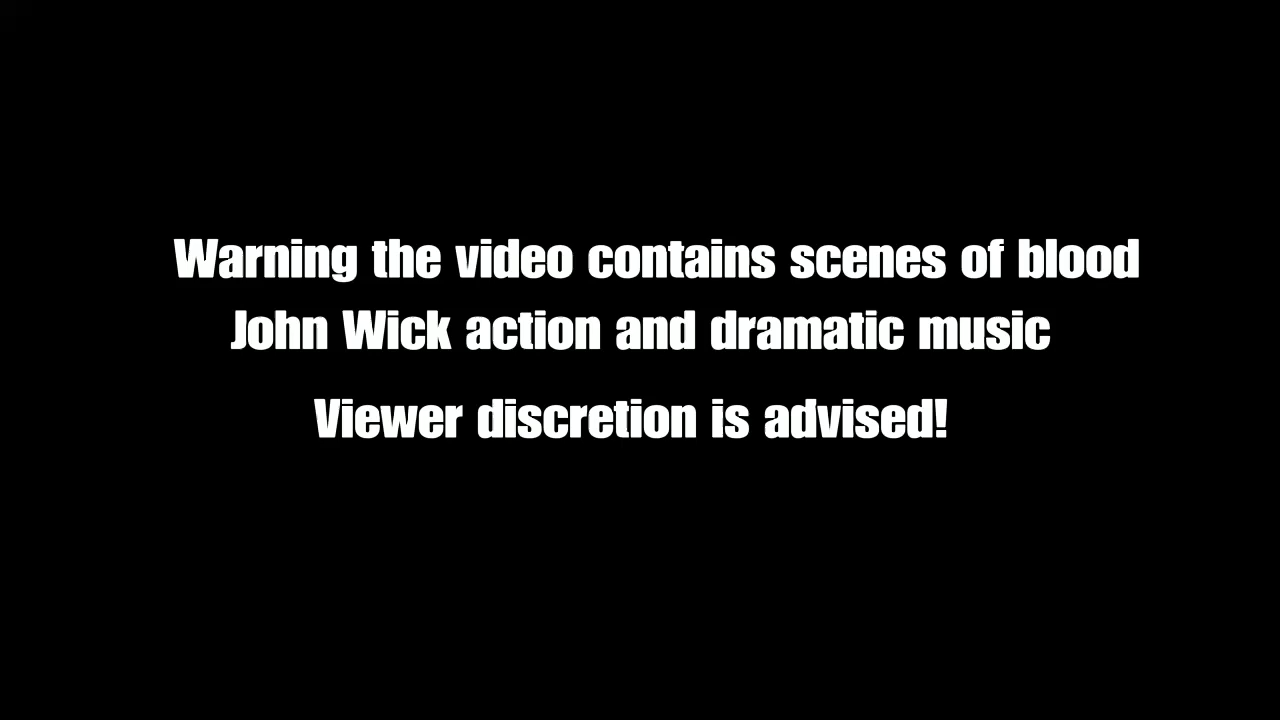 Warning the video contains scenes of blood
John Wick action and dramatic music
Viewer discretion is advised!